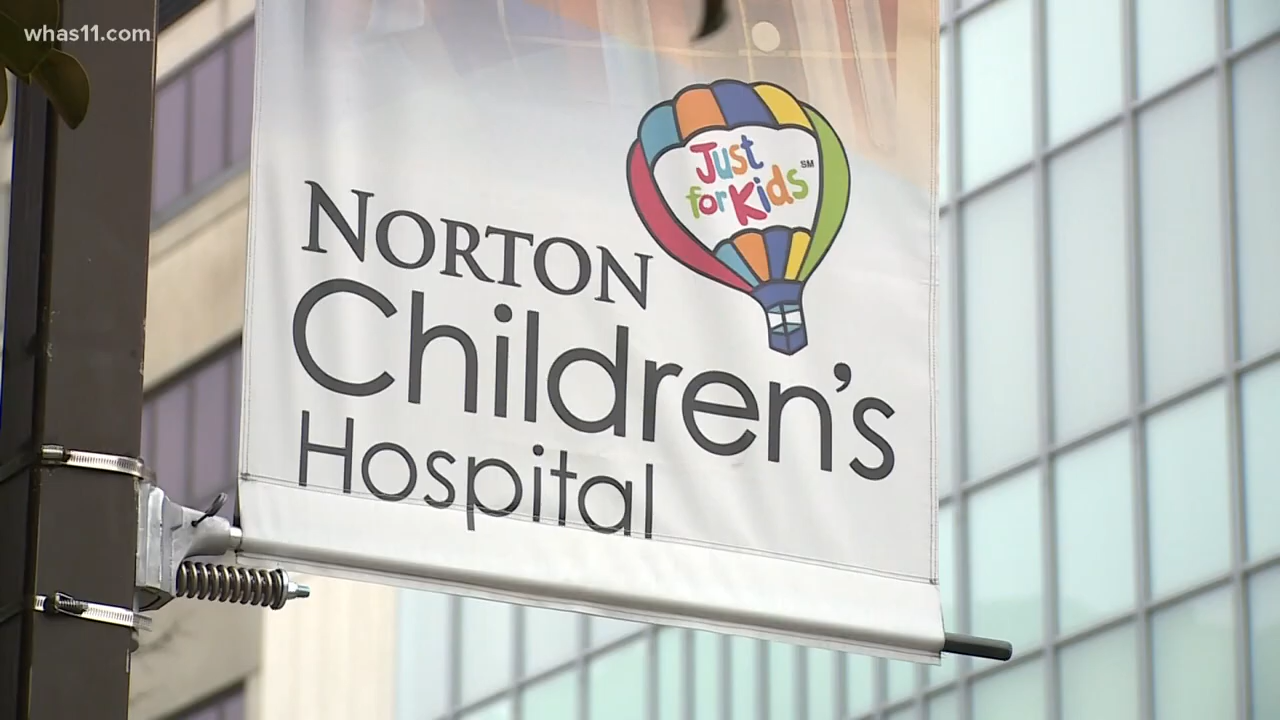 whas11.com
Just
for Kids SM
NORTON
Children's
Hospital